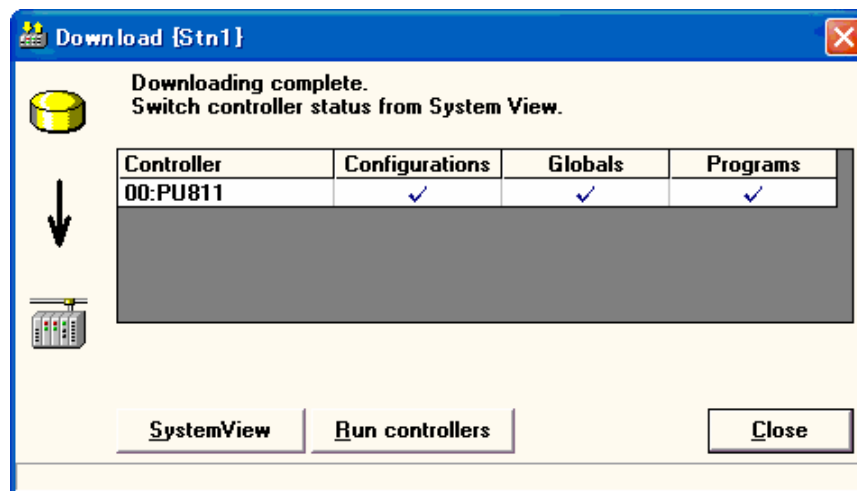 Download {Stn1}
Downloading complete.
Switch controller status from System View.
Controller Configurations Globals Programs
00:PU811
SystemView Run controllers Close